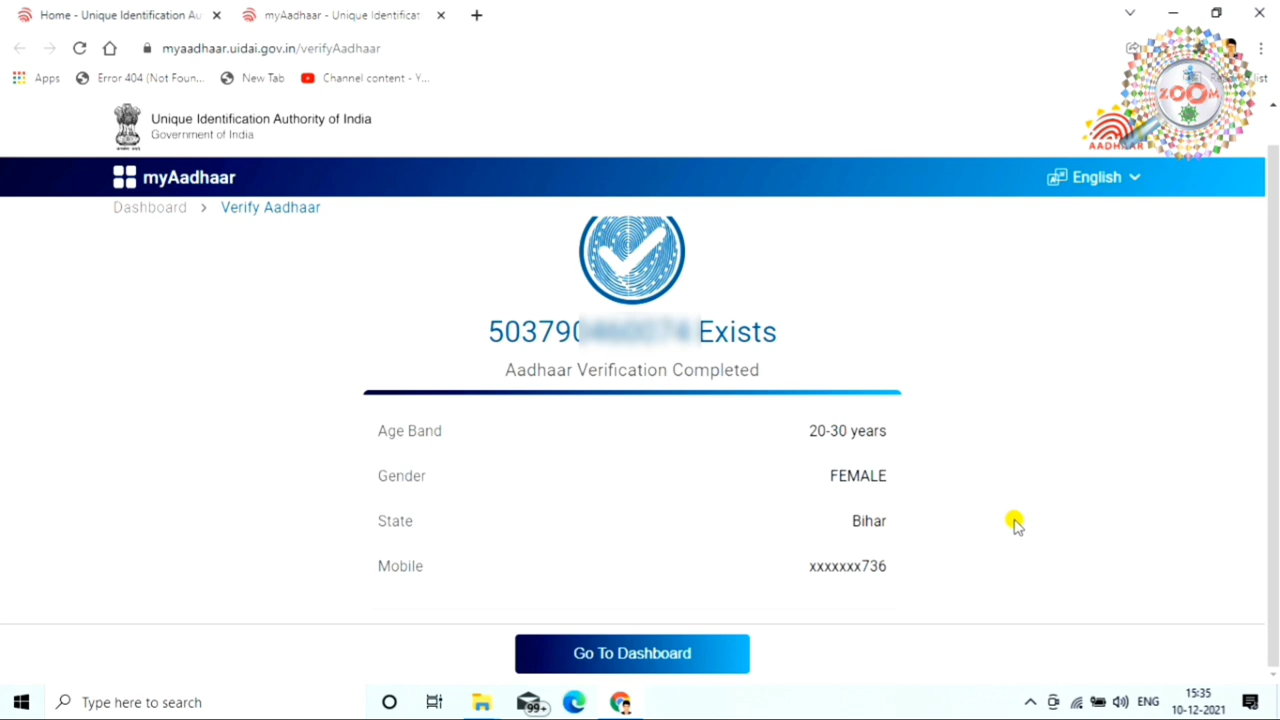 Home - Unique Identification Au
myAadhaar - Unique Identificat
myaadhaar.uidai.gov.in/verifyAadhaar
Apps
Error 404 (Not Foun...
New Tab
Channel content - Y...
ZOOM
AADHAAR
Unique Identification Authority of India
Government of India
myAadhaar
English
Dashboard > Verify Aadhaar
503790 Exists
Aadhaar Verification Completed
Age Band 20-30 years
Gender FEMALE
State Bihar
Mobile xxxxxxx736
Go To Dashboard
Type here to search
99+
ENG
15:35
10-12-2021